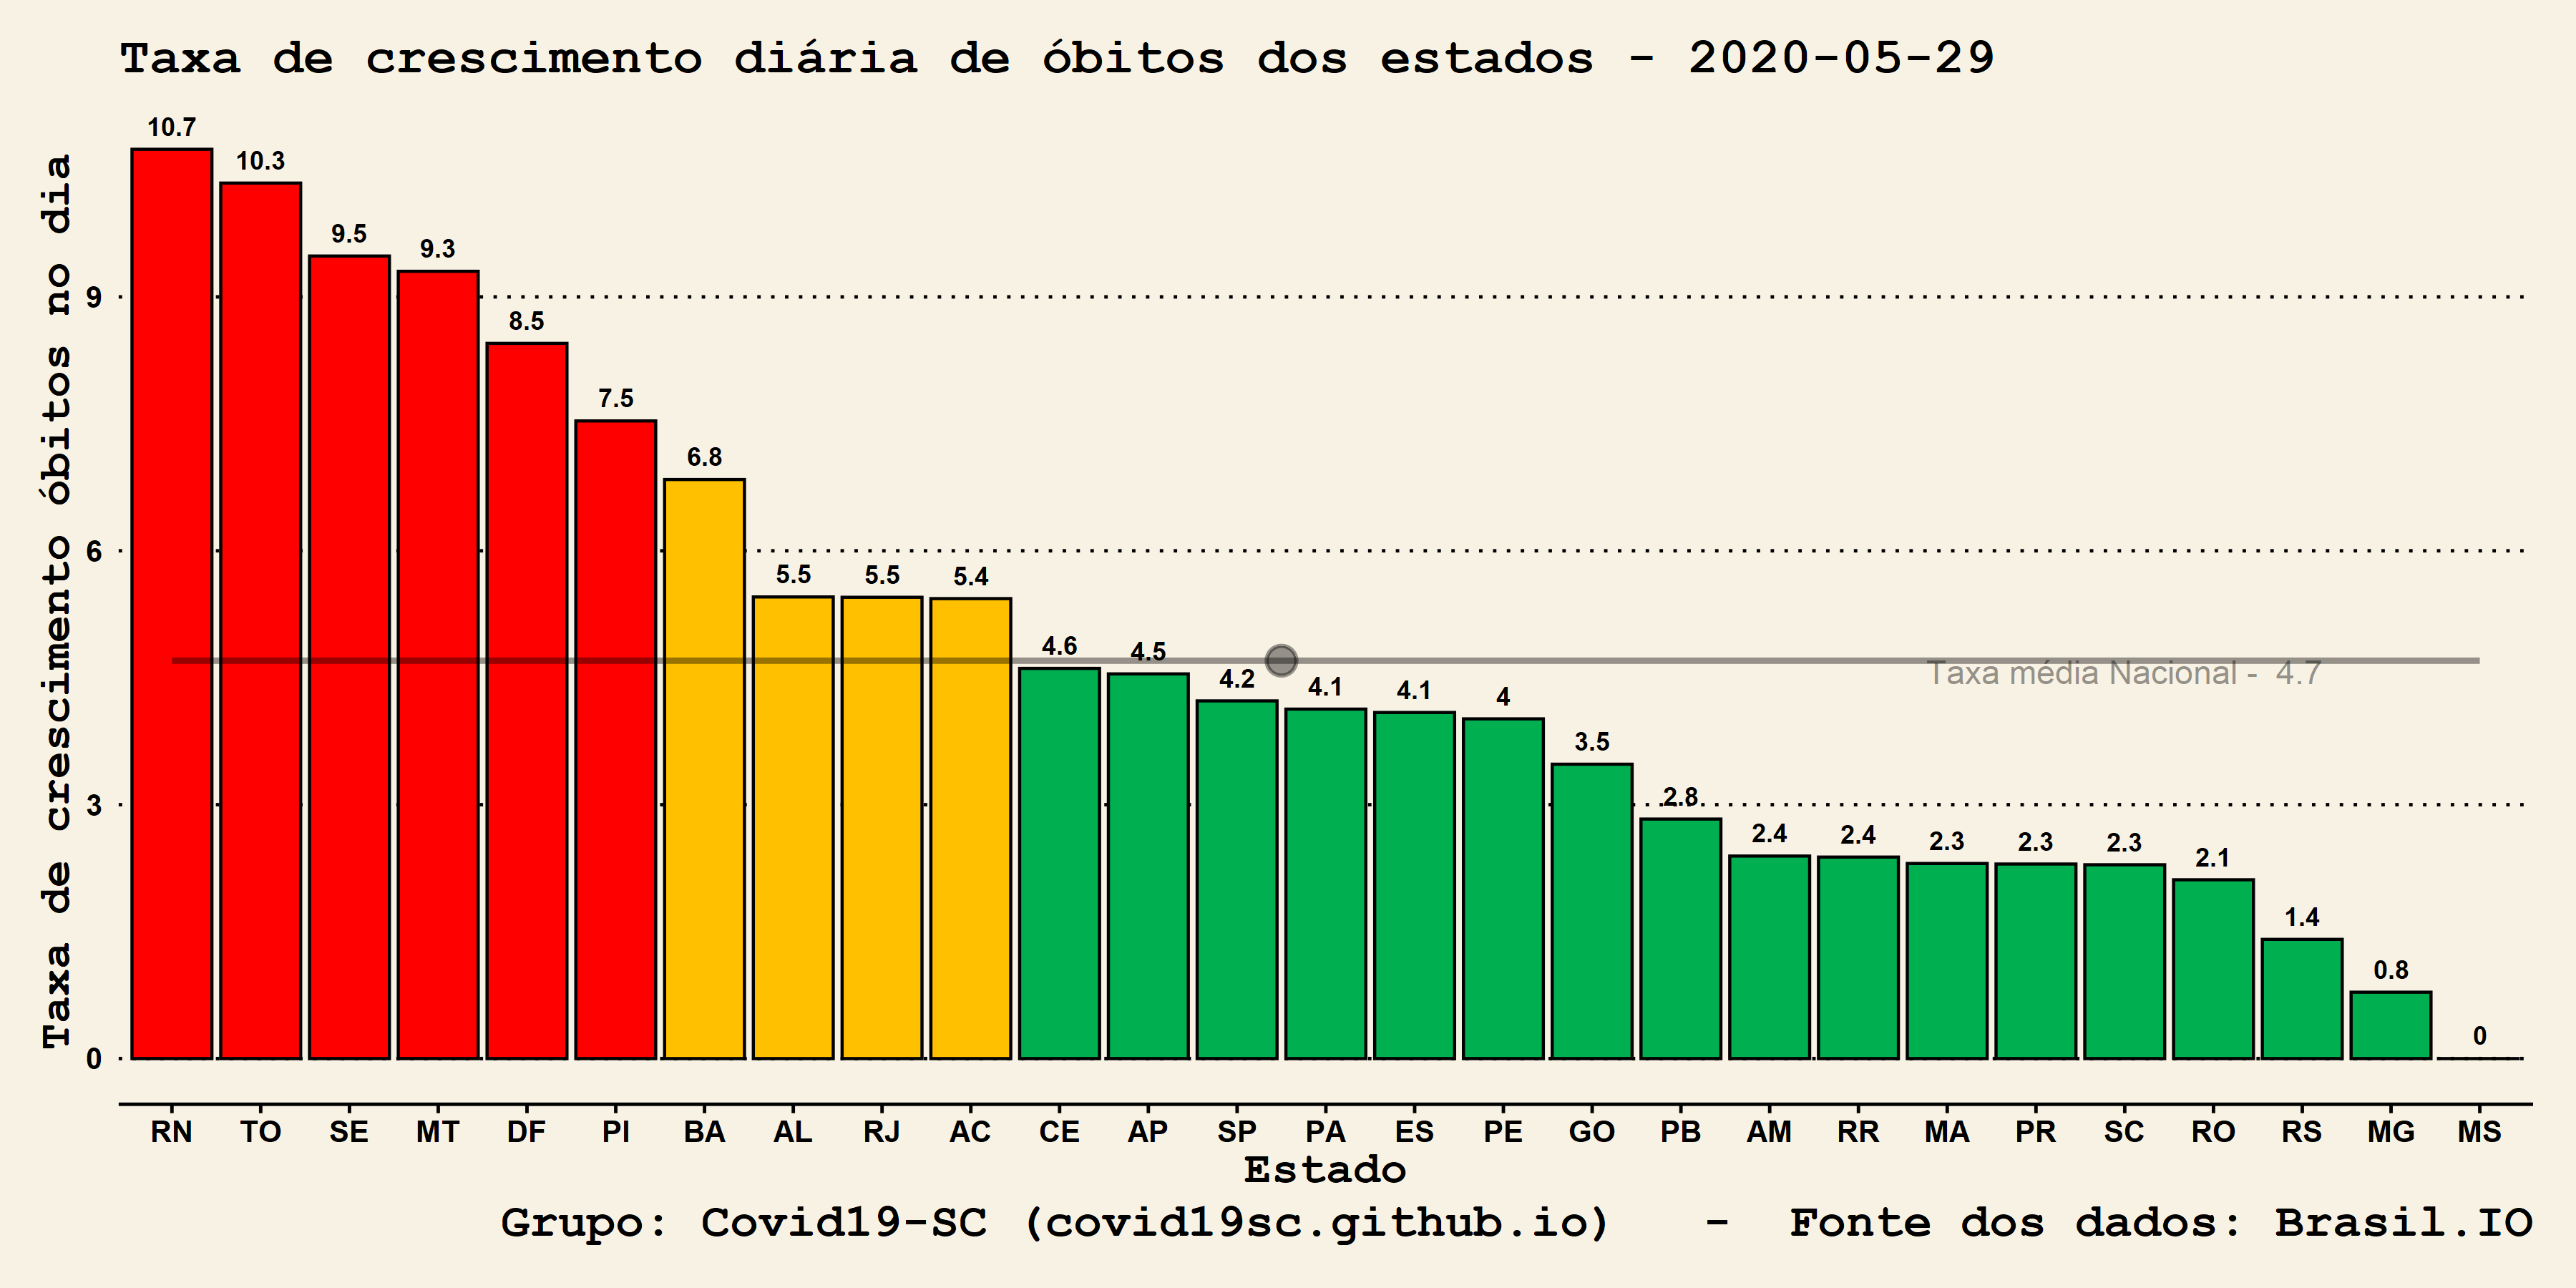 Taxa de crescimento diária de óbitos dos estados - 2020-05-29
Taxa de crescimento óbitos no dia
10.7 10.3 9.5 9.3 8.5 7.5 6.8 5.5 5.5 5.4 4.6 4.5 4.2 4.1 4.1 4 3.5 2.8 2.4 2.4 2.3 2.3 2.3 2.1 1.4 0.8 0
9
6
3
0
Taxa média Nacional - 4.7
RN TO SE MT DF PI BA AL RJ AC CE AP SP PA ES PE GO PB AM RR MA PR SC RO RS MG MS
Estado
Grupo: Covid19-SC (covid19sc.github.io) - Fonte dos dados: Brasil.IO